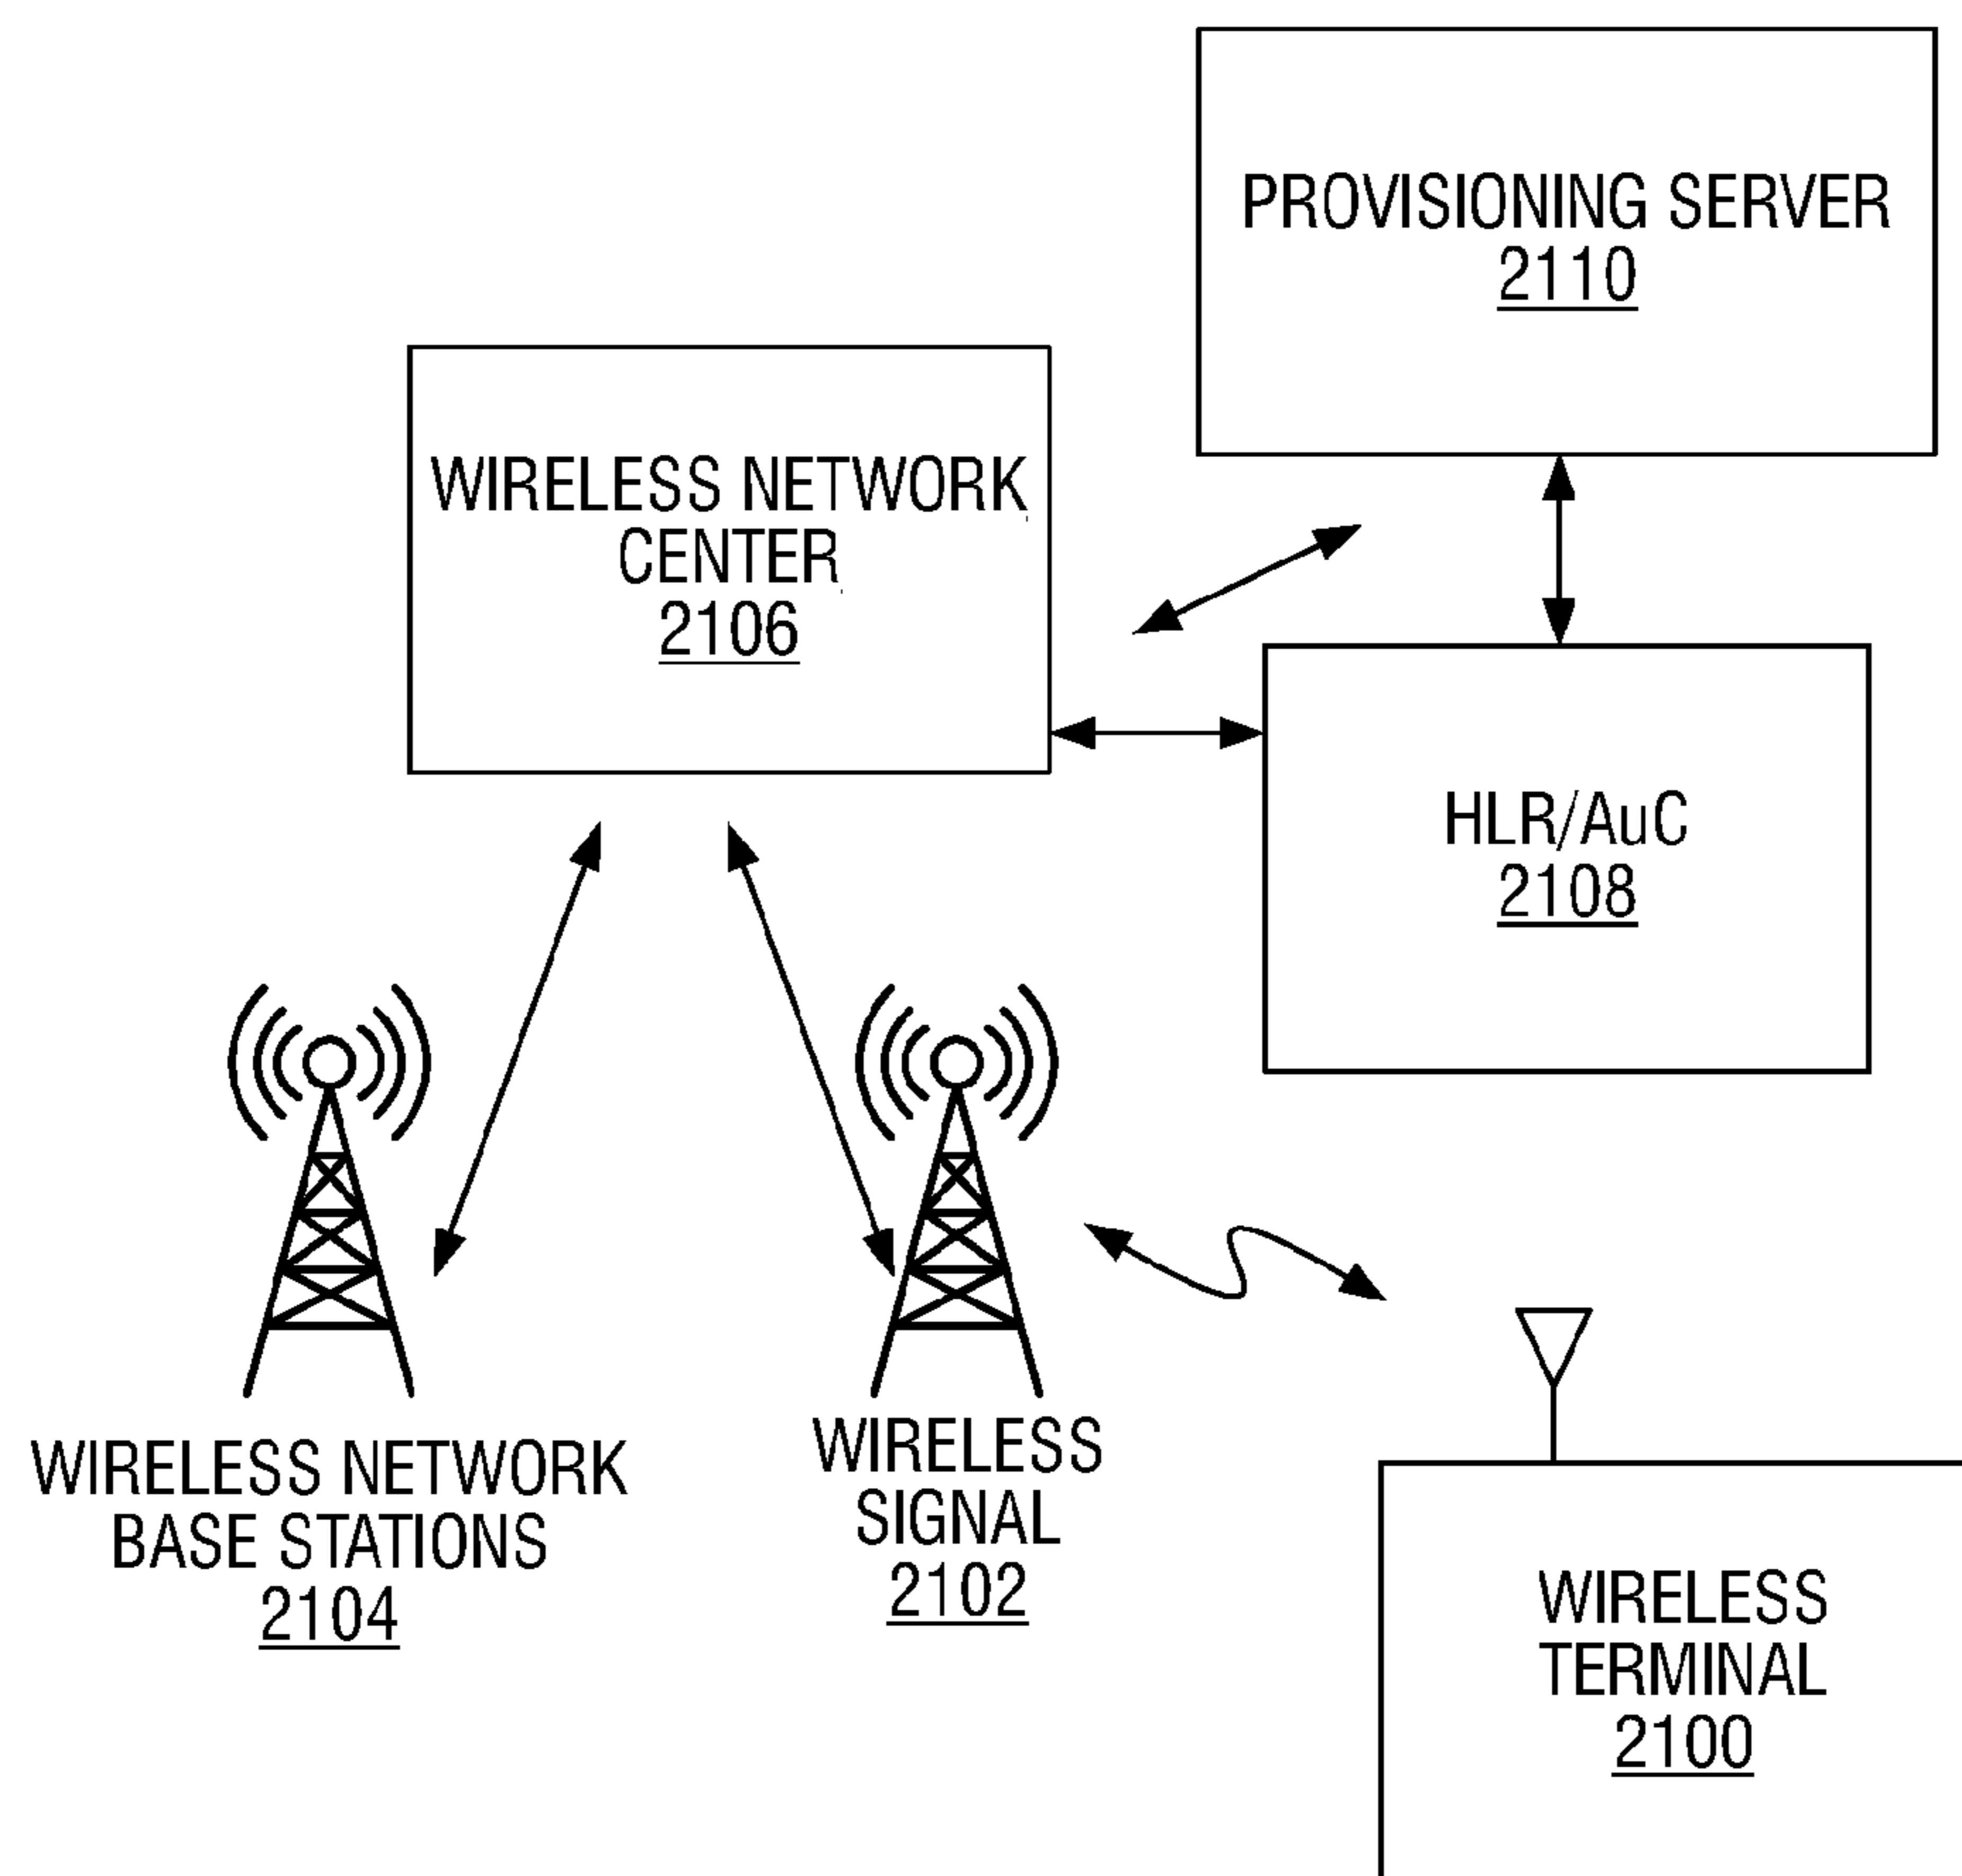 PROVISIONING SERVER
2110
WIRELESS NETWORK
CENTER
2106
HLR/AuC
2108
WIRELESS NETWORK
BASE STATIONS
2104
WIRELESS
SIGNAL
2102
WIRELESS
TERMINAL
2100